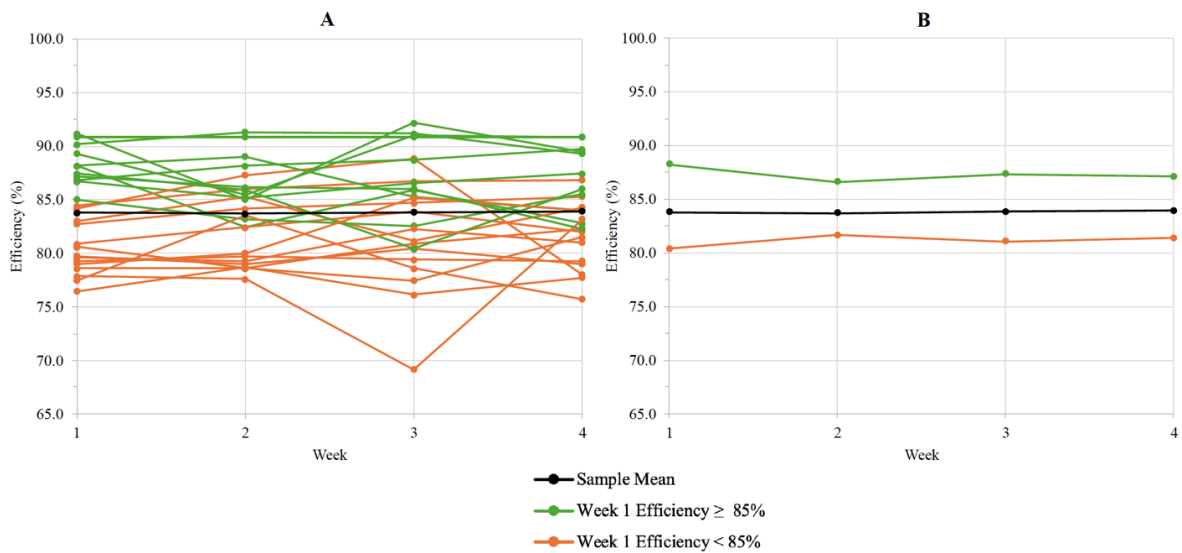 A
B
100.0
95.0
90.0
85.0
80.0
75.0
70.0
65.0
Efficiency (%)
1
2
3
4
Week
100.0
95.0
90.0
85.0
80.0
75.0
70.0
65.0
Efficiency (%)
1
2
3
4
Week
Sample Mean
Week 1 Efficiency ≥ 85%
Week 1 Efficiency < 85%